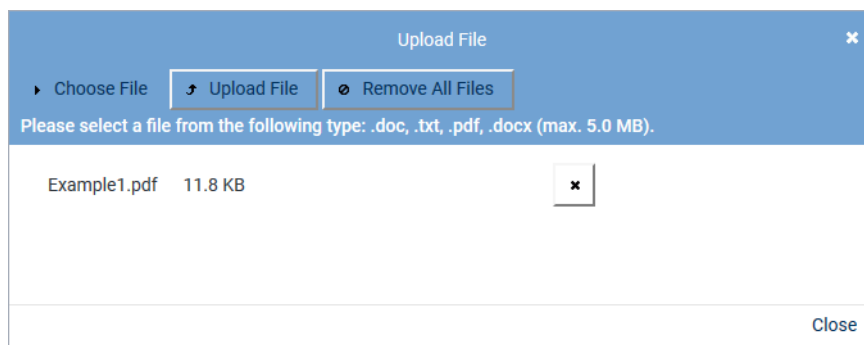 Upload File
Choose File Upload File Remove All Files
Please select a file from the following type: .doc, .txt, .pdf, .docx (max. 5.0 MB).
Example1.pdf 11.8 KB
Close